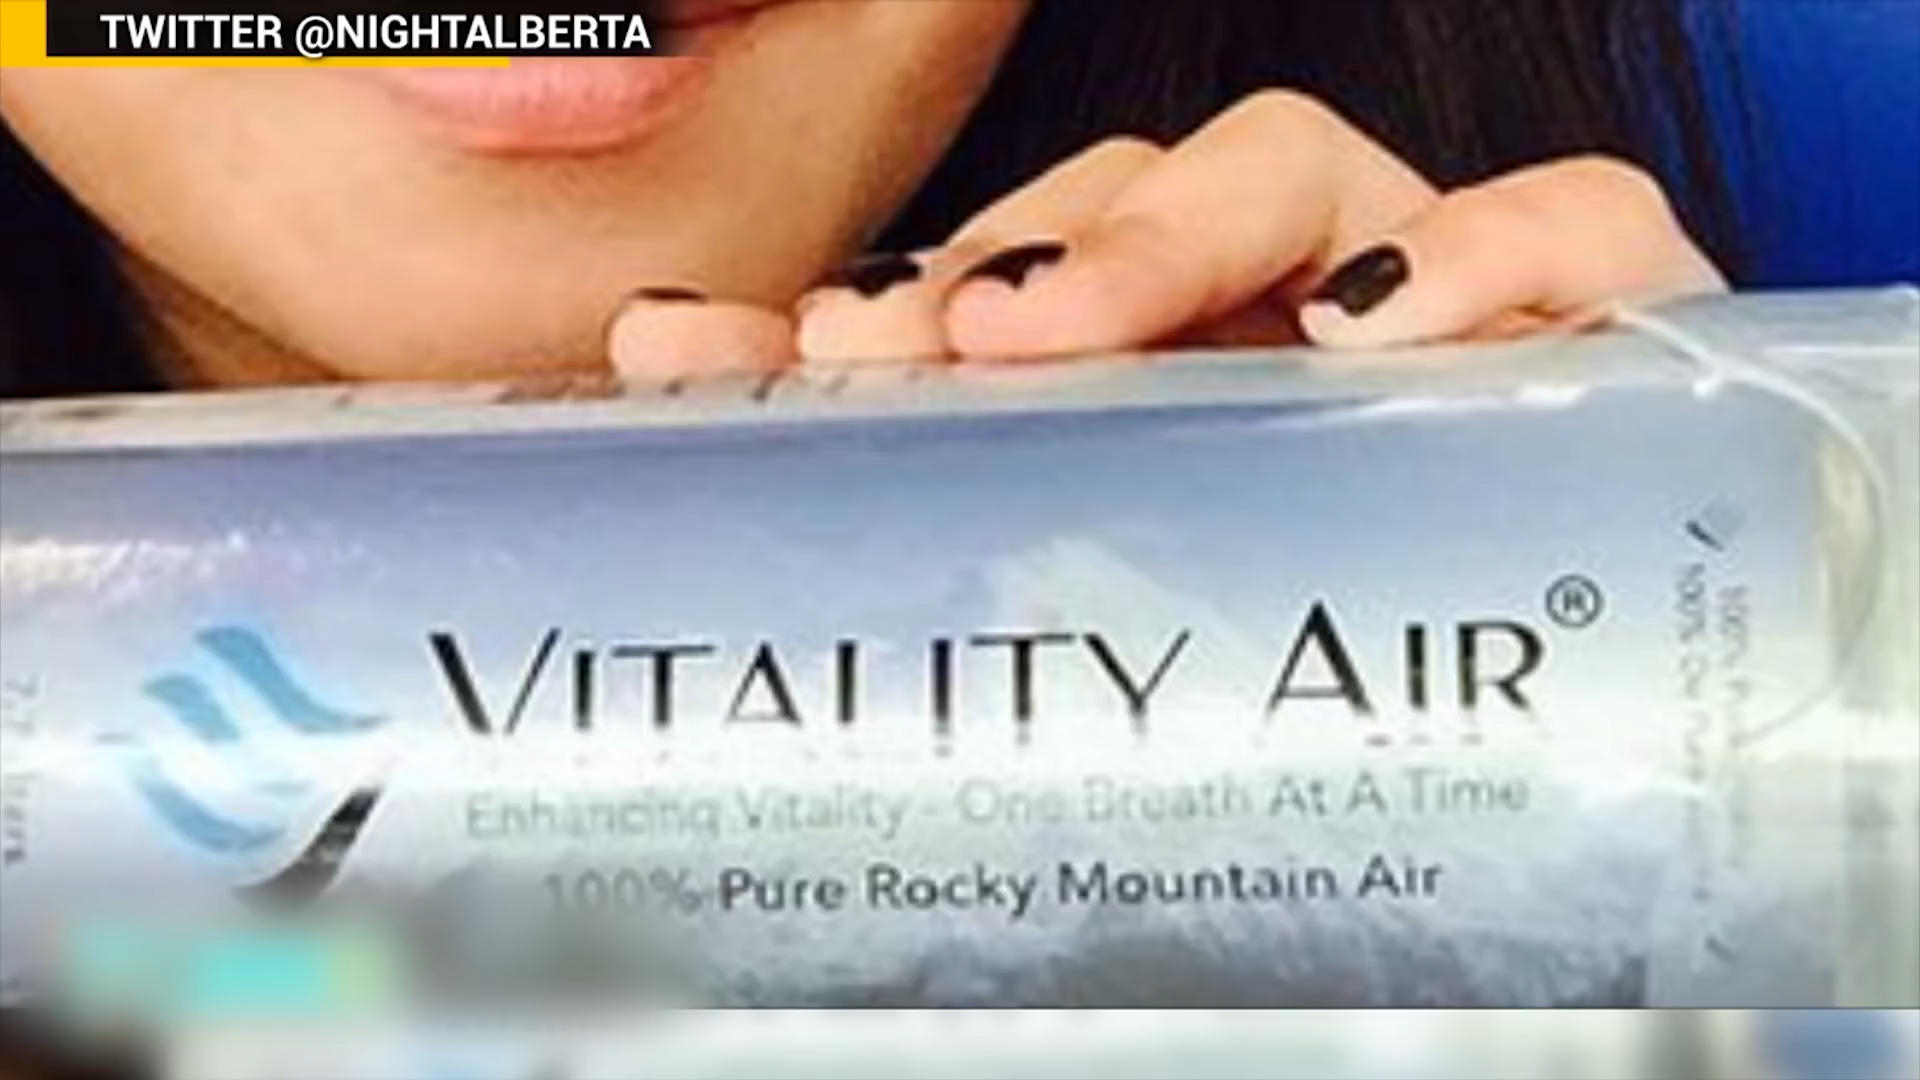 TWITTER @NIGHTALBERTA
VITALITY AIR®
Enhancing Vitality - One Breath At A Time
100% Pure Rocky Mountain Air